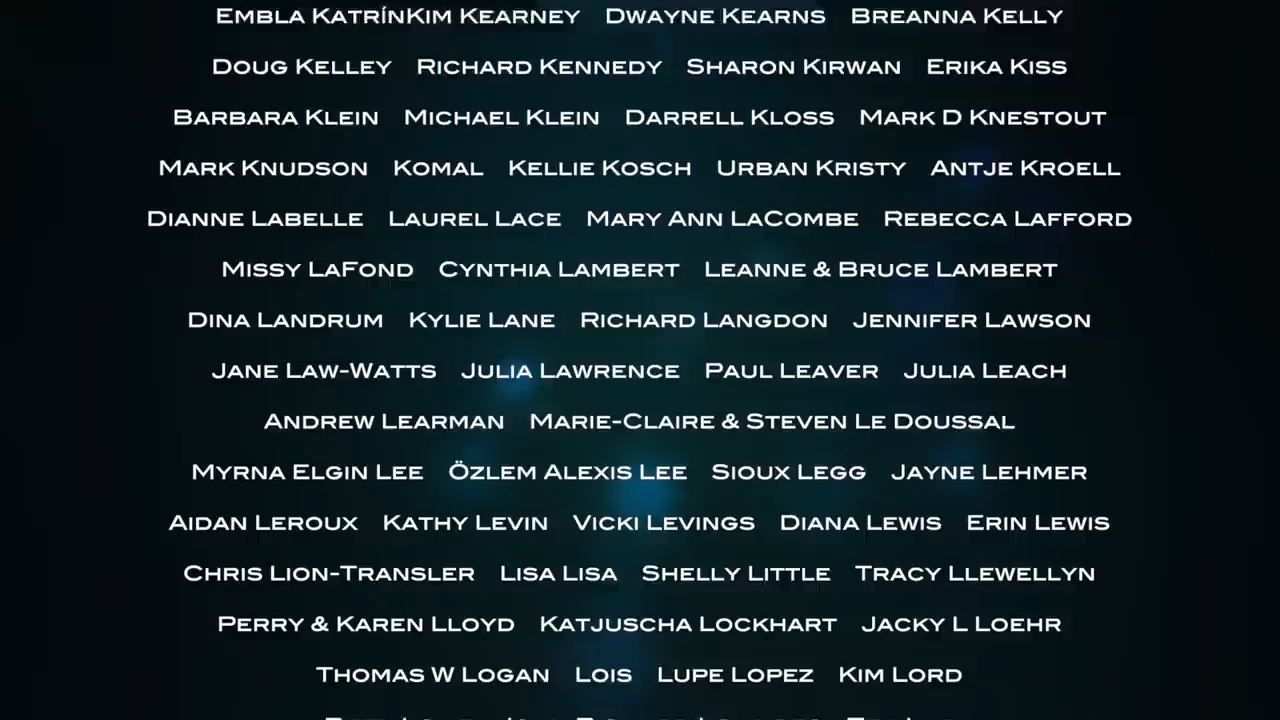 Embla KatrínKim Kearney Dwayne Kearns Breanna Kelly
Doug Kelley Richard Kennedy Sharon Kirwan Erika Kiss
Barbara Klein Michael Klein Darrell Kloss Mark D Knestout
Mark Knudson Komal Kellie Kosch Urban Kristy Antje Kroell
Dianne Labelle Laurel Lace Mary Ann LaCombe Rebecca Lafford
Missy LaFond Cynthia Lambert Leanne & Bruce Lambert
Dina Landrum Kylie Lane Richard Langdon Jennifer Lawson
Jane Law-Watts Julia Lawrence Paul Leaver Julia Leach
Andrew Learman Marie-Claire & Steven Le Doussal
Myrna Elgin Lee Özlem Alexis Lee Sioux Legg Jayne Lehmer
Aidan Leroux Kathy Levin Vicki Levings Diana Lewis Erin Lewis
Chris Lion-Transler Lisa Lisa Shelly Little Tracy Llewellyn
Perry & Karen Lloyd Katjuscha Lockhart Jacky L Loehr
Thomas W Logan Lois Lupe Lopez Kim Lord